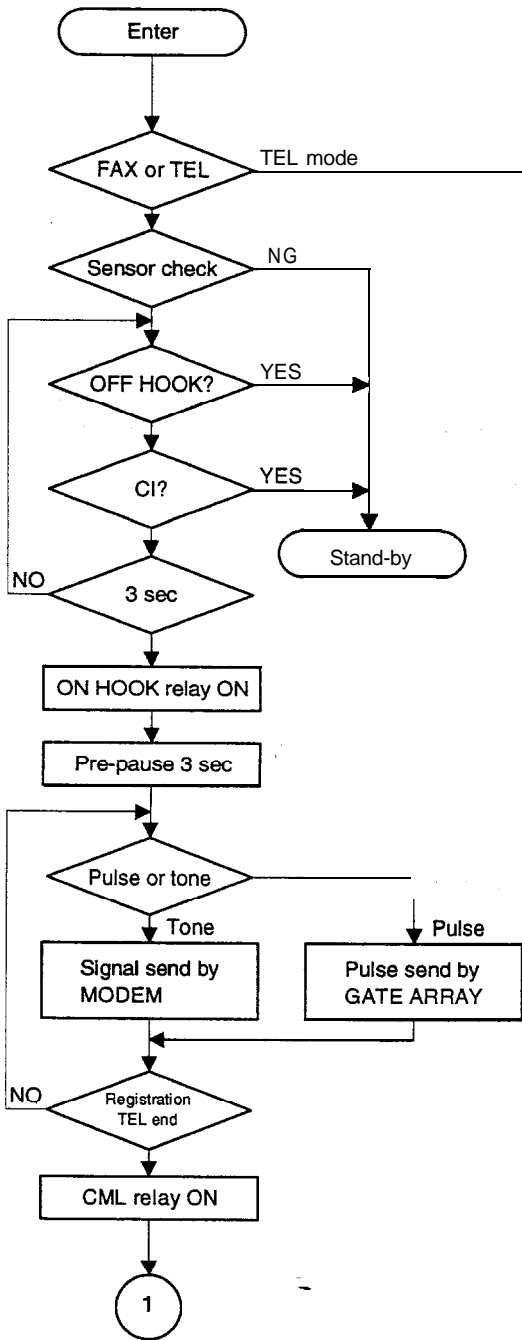 Enter
FAX or TEL
TEL mode
Sensor check
NG
OFF HOOK?
YES
CI?
YES
Stand-by
NO
3 sec
ON HOOK relay ON
Pre-pause 3 sec
Pulse or tone
Tone
Pulse
Signal send by
MODEM
Pulse send by
GATE ARRAY
NO
Registration
TEL end
CML relay ON
1